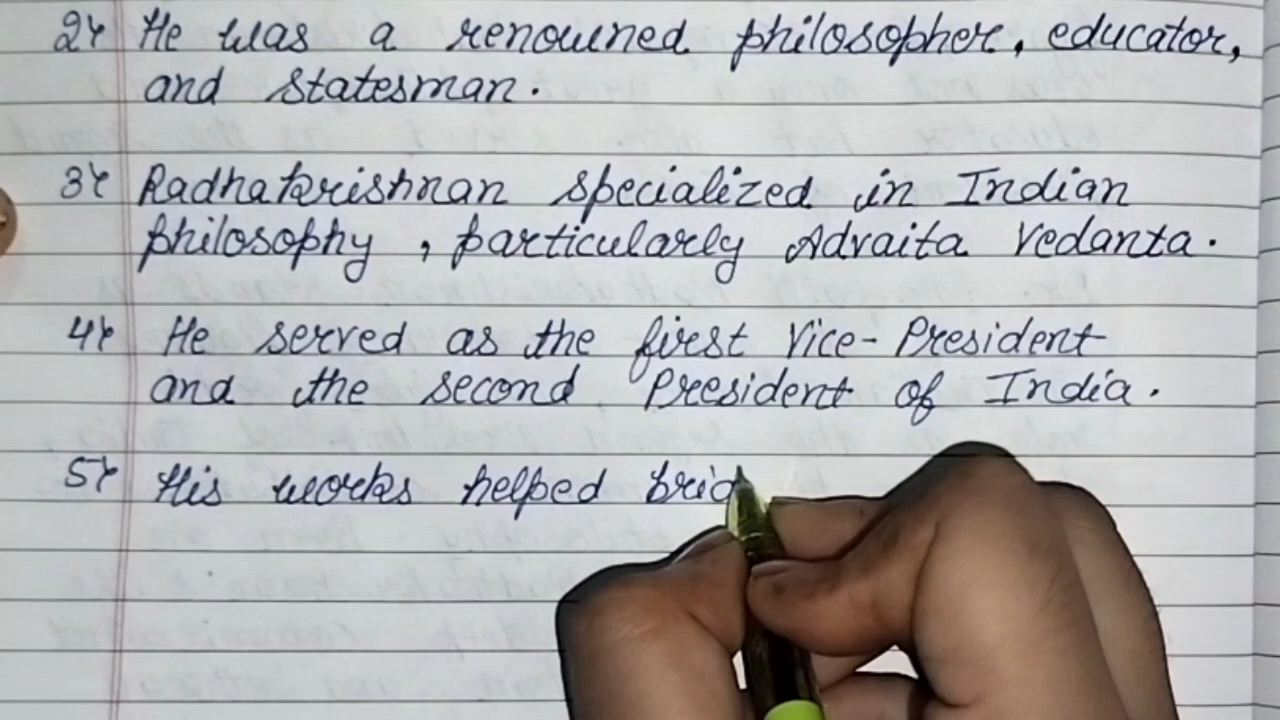 2) He was a renowned philosopher, educator,
and statesman.
3) Radhakrishnan specialized in Indian
philosophy, particularly Advaita Vedanta.
4) He served as the first Vice-President
and the second President of India.
5) His works helped brid